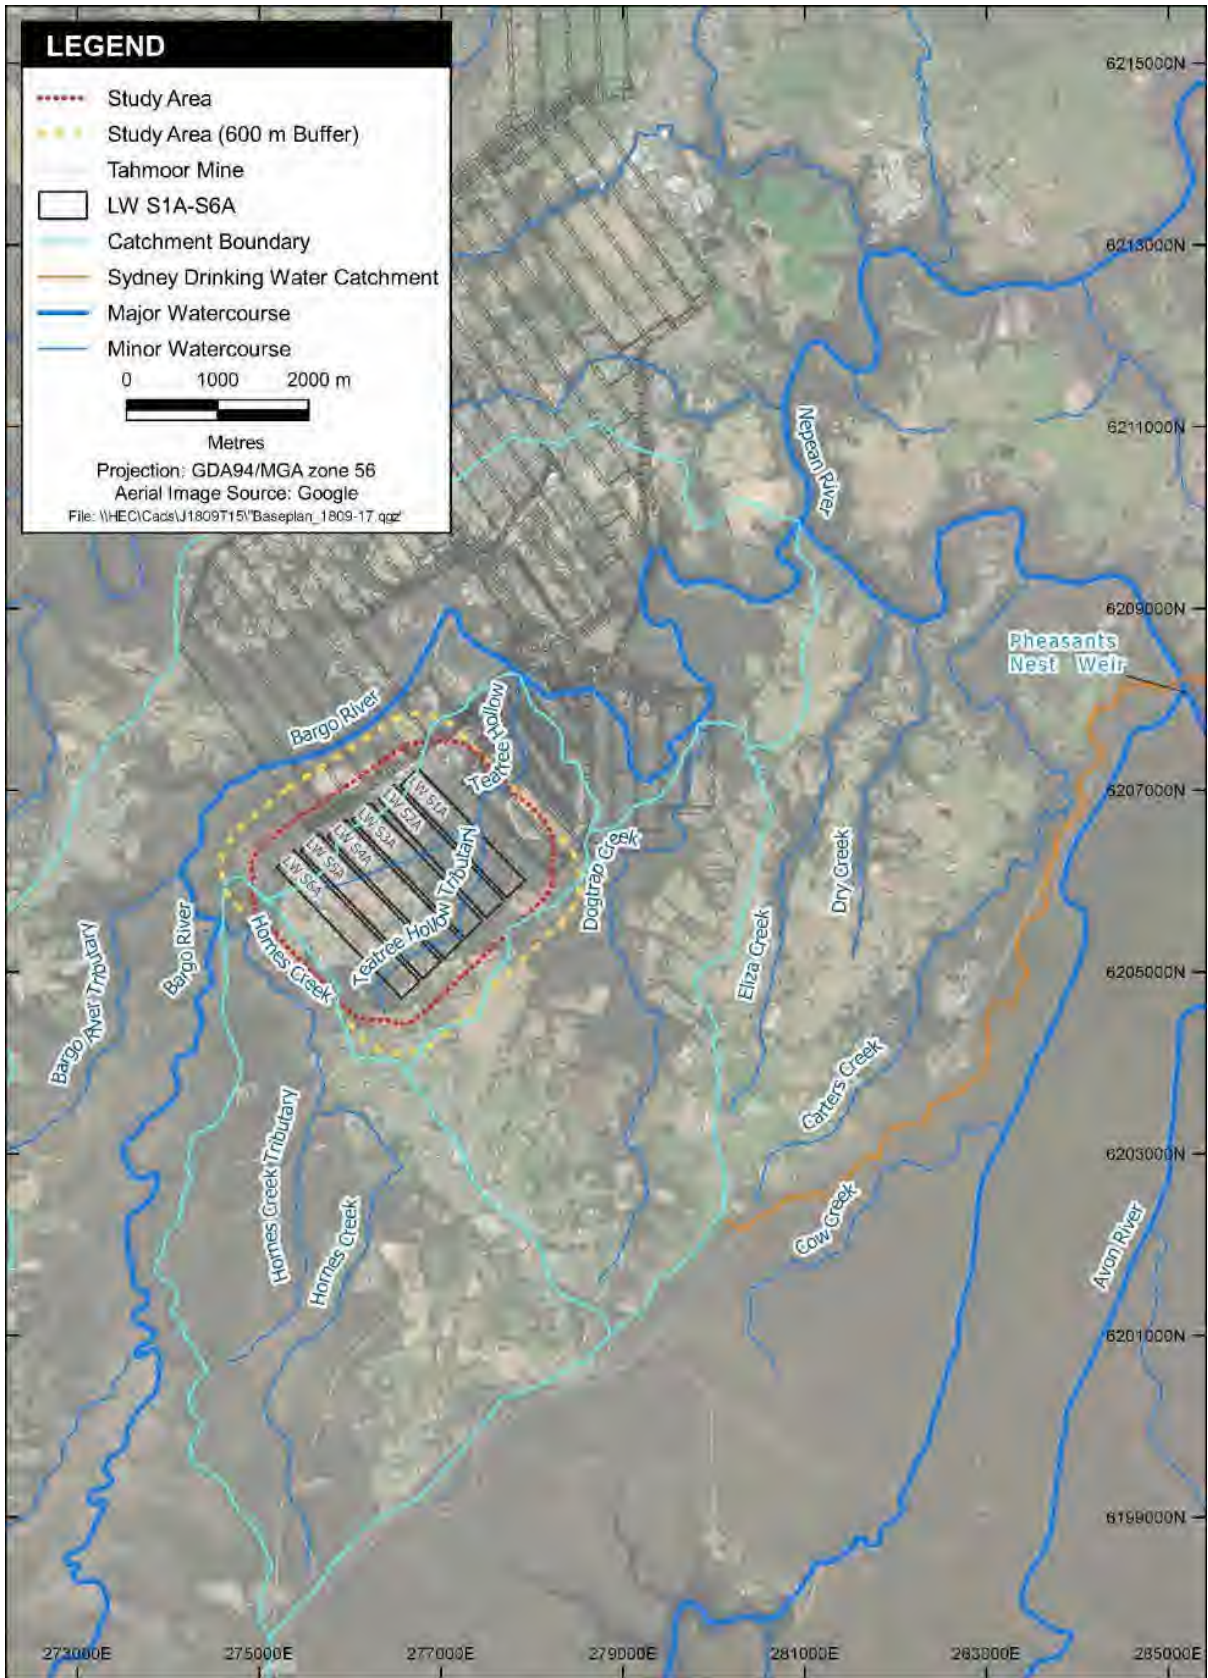 LEGEND
Study Area
Study Area (600 m Buffer)
Tahmoor Mine
LW S1A-S6A
Catchment Boundary
Sydney Drinking Water Catchment
Major Watercourse
Minor Watercourse
0 1000 2000 m
Metres
Projection: GDA94/MGA zone 56
Aerial Image Source: Google
6215000N
6213000N
6211000N
Nepean River
6209000N
Pheasants
Nest Weir
Bargo River
Teatree Hollow
6207000N
LW S1A
LW S2A
LW S3A
LW S4A
LW S5A
LW S6A
Teatree Hollow Tributary
Dogtrap Creek
Dry Creek
Eliza Creek
Hornes Creek
Bargo River
Bargo River Tributary
6205000N
Carters Creek
6203000N
Hornes Creek Tributary
Hornes Creek
Cow Creek
Avon River
6201000N
6199000N
273000E
275000E
277000E
279000E
281000E
283000E
285000E